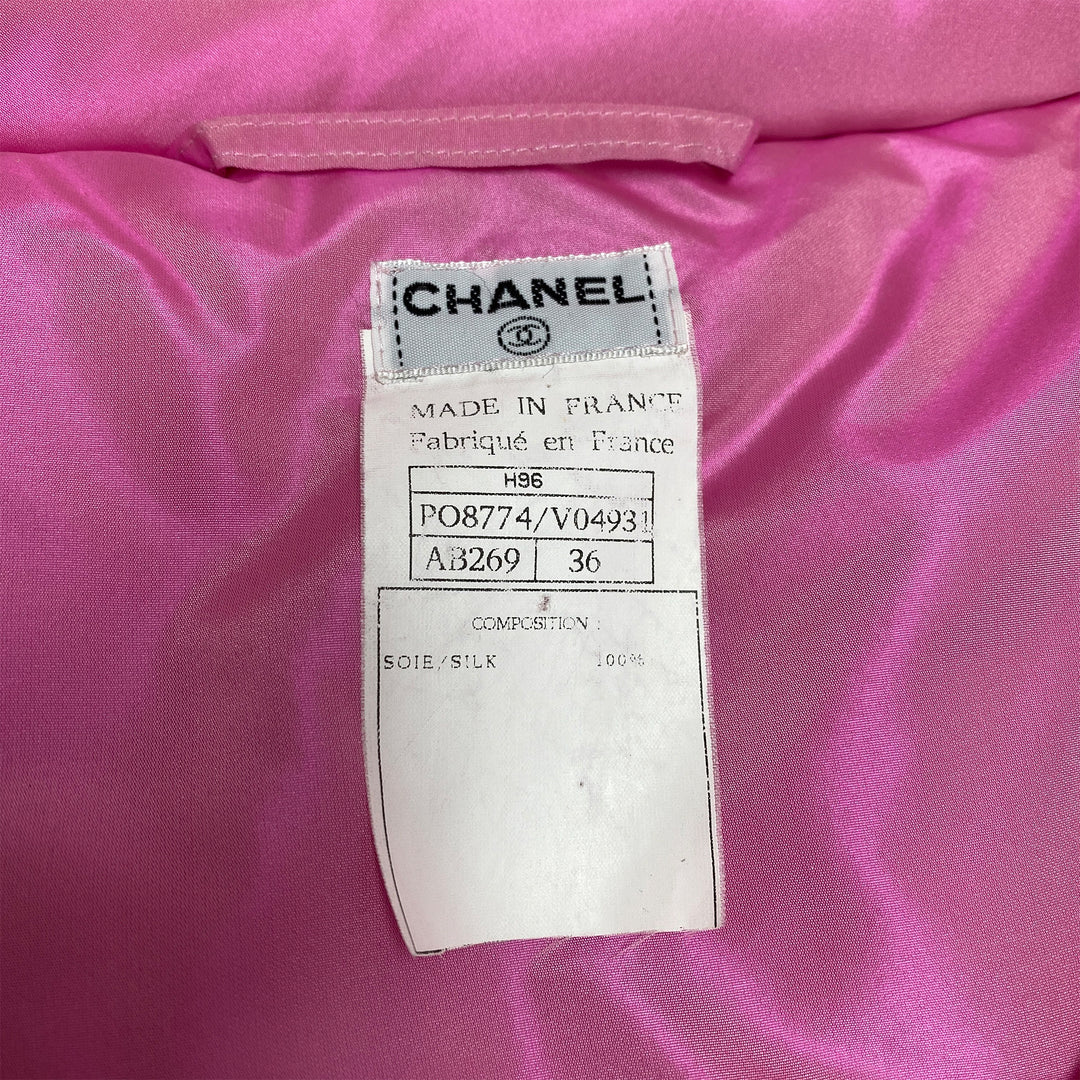 CHANEL
MADE IN FRANCE
Fabriqué en France
H96
PO8774/V04931
AB269 36
COMPOSITION :
SOIE/SILK 100%